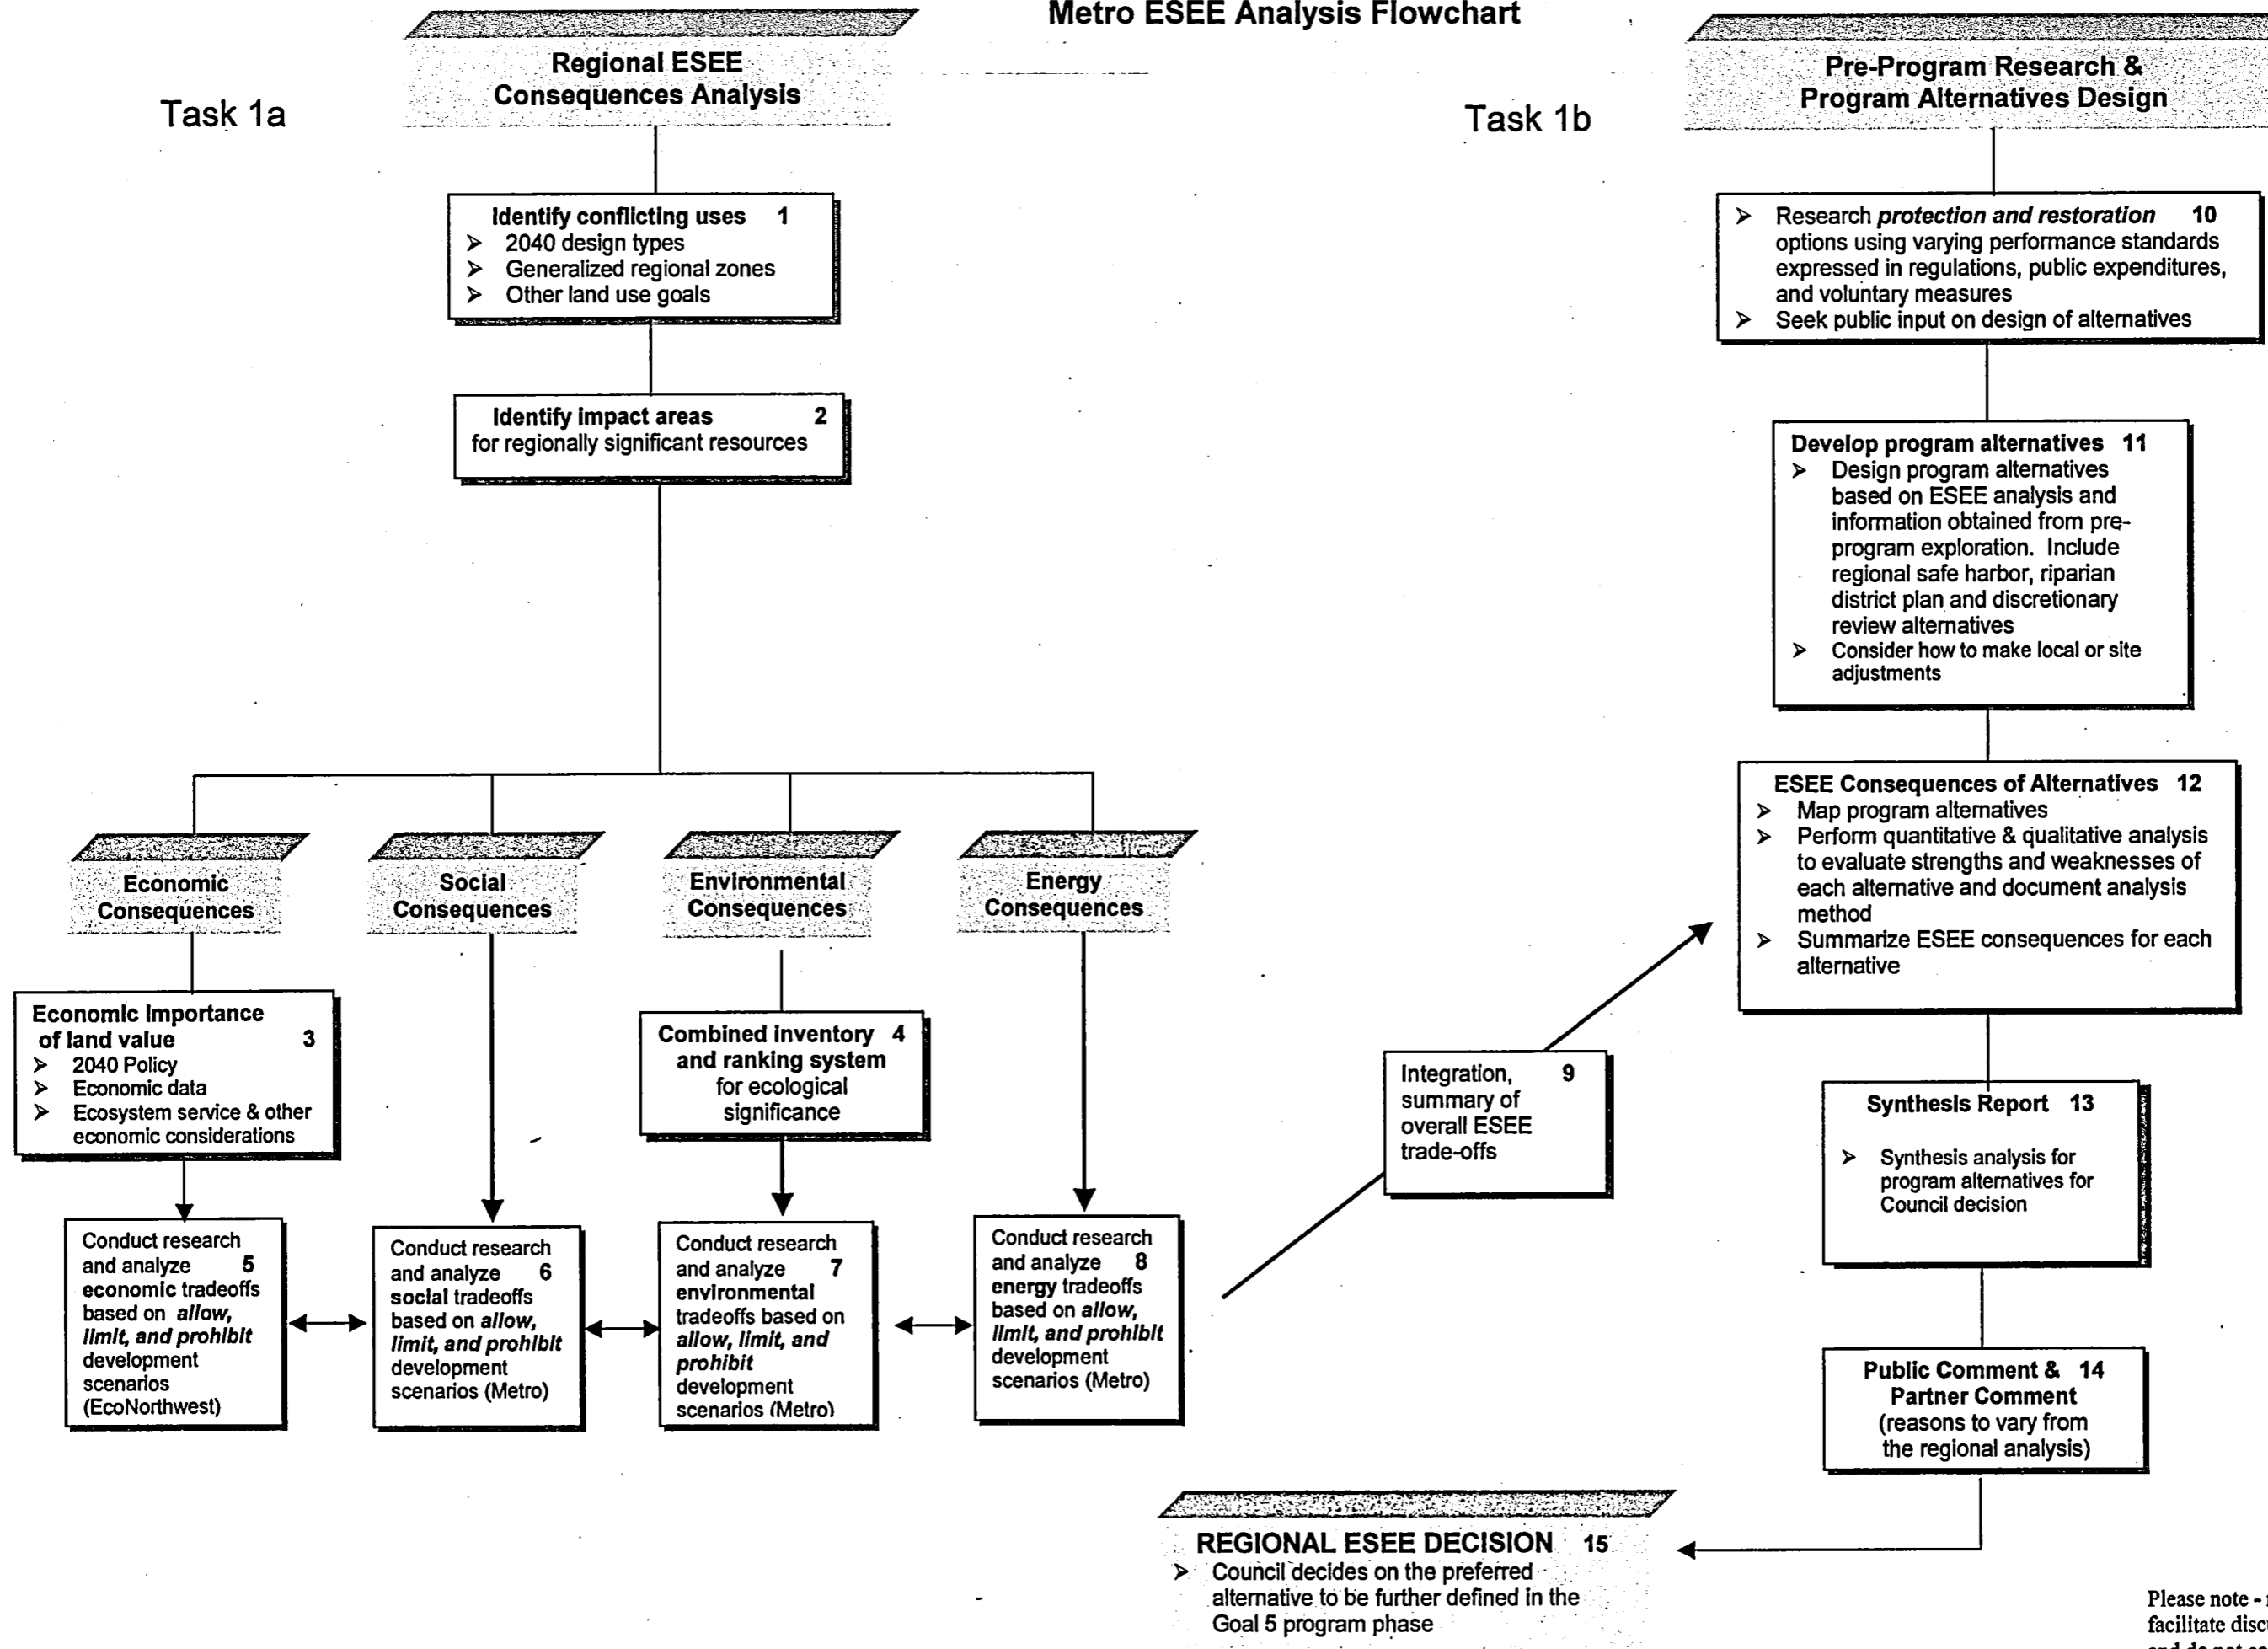 Metro ESEE Analysis Flowchart
Task 1a
Regional ESEE
Consequences Analysis
Identify conflicting uses 1
➢ 2040 design types
➢ Generalized regional zones
➢ Other land use goals
Identify impact areas 2
for regionally significant resources
Economic
Consequences
Social
Consequences
Environmental
Consequences
Energy
Consequences
Economic Importance
of land value 3
➢ 2040 Policy
➢ Economic data
➢ Ecosystem service & other
economic considerations
Combined inventory 4
and ranking system
for ecological
significance
Conduct research
and analyze 5
economic tradeoffs
based on allow,
limit, and prohibit
development
scenarios
(EcoNorthwest)
Conduct research
and analyze 6
social tradeoffs
based on allow,
limit, and prohibit
development
scenarios (Metro)
Conduct research
and analyze 7
environmental
tradeoffs based on
allow, limit, and
prohibit
development
scenarios (Metro)
Conduct research
and analyze 8
energy tradeoffs
based on allow,
limit, and prohibit
development
scenarios (Metro)
Integration, 9
summary of
overall ESEE
trade-offs
Task 1b
Pre-Program Research &
Program Alternatives Design
➢ Research protection and restoration 10
options using varying performance standards
expressed in regulations, public expenditures,
and voluntary measures
➢ Seek public input on design of alternatives
Develop program alternatives 11
➢ Design program alternatives
based on ESEE analysis and
information obtained from pre-
program exploration. Include
regional safe harbor, riparian
district plan and discretionary
review alternatives
➢ Consider how to make local or site
adjustments
ESEE Consequences of Alternatives 12
➢ Map program alternatives
➢ Perform quantitative & qualitative analysis
to evaluate strengths and weaknesses of
each alternative and document analysis
method
➢ Summarize ESEE consequences for each
alternative
Synthesis Report 13
➢ Synthesis analysis for
program alternatives for
Council decision
Public Comment & 14
Partner Comment
(reasons to vary from
the regional analysis)
REGIONAL ESEE DECISION 15
➢ Council decides on the preferred
alternative to be further defined in the
Goal 5 program phase
Please note -
facilitate
and do not